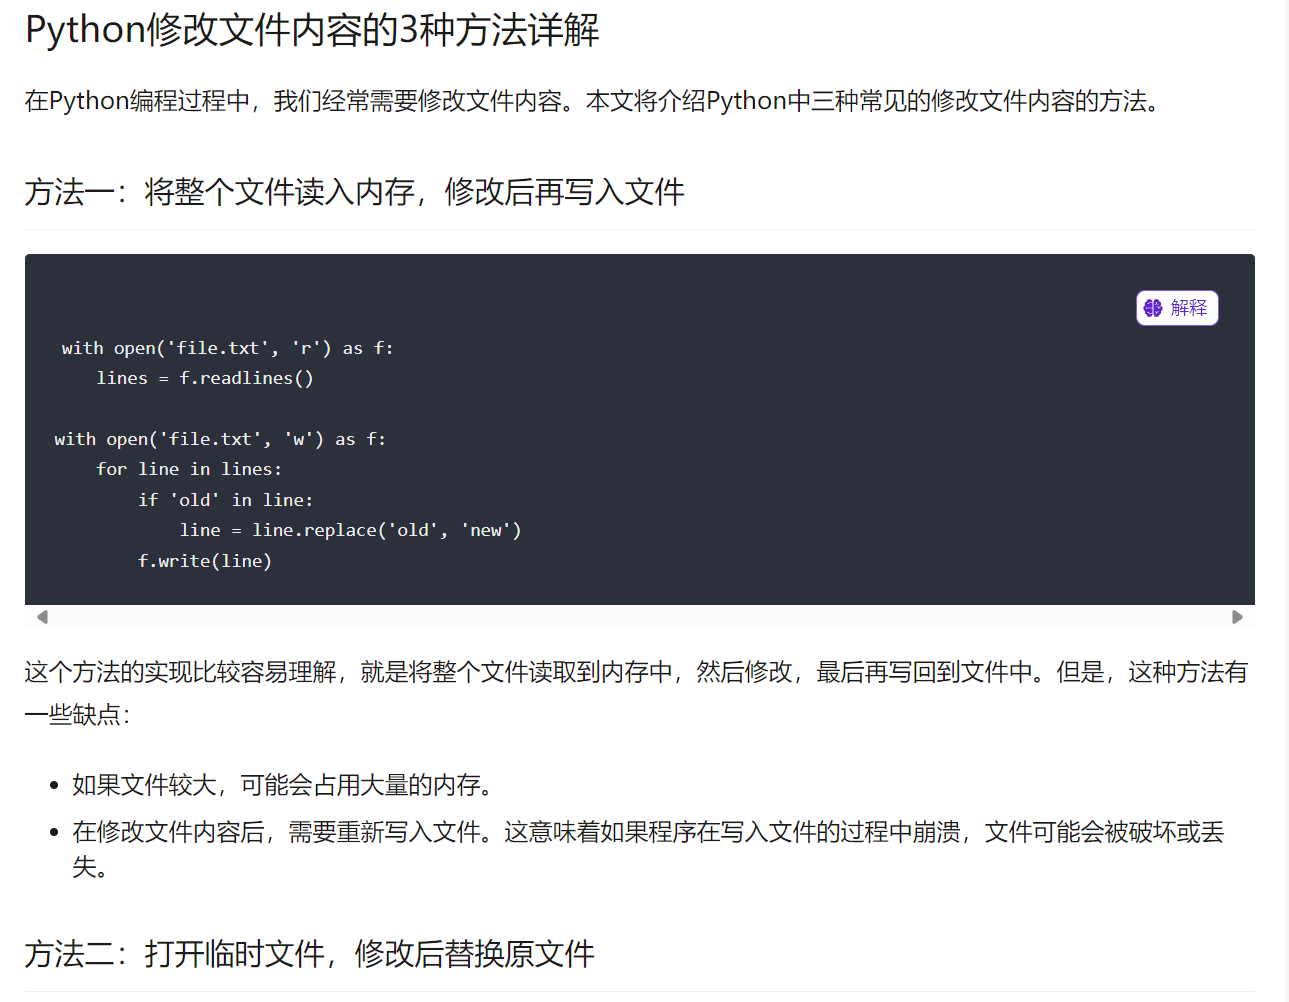 Python修改文件内容的3种方法详解
在Python编程过程中，我们经常需要修改文件内容。本文将介绍Python中三种常见的修改文件内容的方法。
方法一：将整个文件读入内存，修改后再写入文件
解释
with open('file.txt', 'r') as f:
    lines = f.readlines()
with open('file.txt', 'w') as f:
    for line in lines:
        if 'old' in line:
            line = line.replace('old', 'new')
        f.write(line)
这个方法的实现比较容易理解，就是将整个文件读取到内存中，然后修改，最后再写回到文件中。但是，这种方法有
一些缺点：
• 如果文件较大，可能会占用大量的内存。
• 在修改文件内容后，需要重新写入文件。这意味着如果程序在写入文件的过程中崩溃，文件可能会被破坏或丢
失。
方法二：打开临时文件，修改后替换原文件